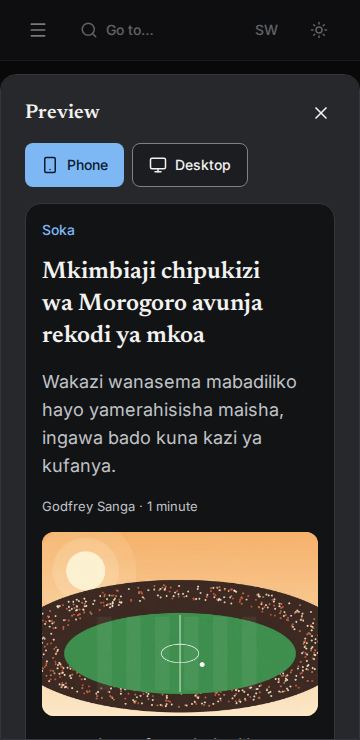 Go to...
SW
Preview
Phone
Desktop
Soka
Mkimbiaji chipukizi
wa Morogoro avunja
rekodi ya mkoa
Wakazi wanasema mabadiliko
hayo yamerahisisha maisha,
ingawa bado kuna kazi ya
kufanya.
Godfrey Sanga · 1 minute